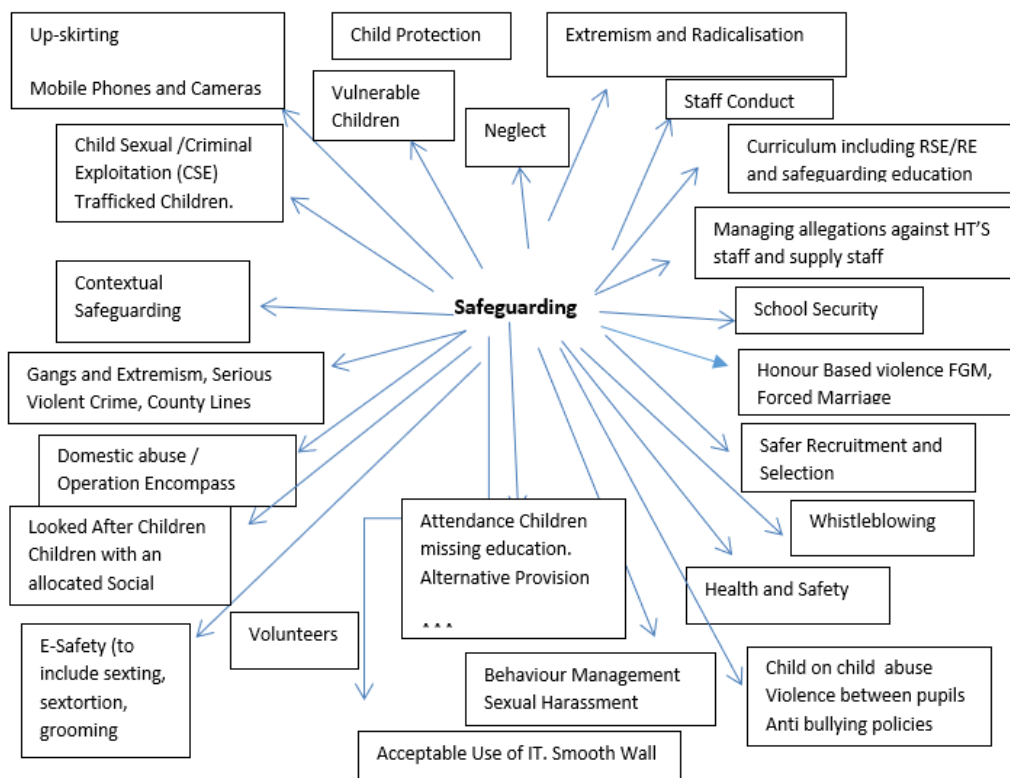 Up-skirting
Mobile Phones and Cameras
Child Protection
Extremism and Radicalisation
Vulnerable
Children
Neglect
Staff Conduct
Child Sexual /Criminal
Exploitation (CSE)
Trafficked Children.
Curriculum including RSE/RE
and safeguarding education
Managing allegations against HT'S
staff and supply staff
Contextual
Safeguarding
Safeguarding
School Security
Gangs and Extremism, Serious
Violent Crime, County Lines
Honour Based violence FGM,
Forced Marriage
Domestic abuse /
Operation Encompass
Safer Recruitment and
Selection
Looked After Children
Children with an
allocated Social
Attendance Children
missing education.
Alternative Provision
Whistleblowing
Health and Safety
E-Safety (to
include sexting,
sextortion,
grooming
Volunteers
Behaviour Management
Sexual Harassment
Child on child abuse
Violence between pupils
Anti bullying policies
Acceptable Use of IT. Smooth Wall